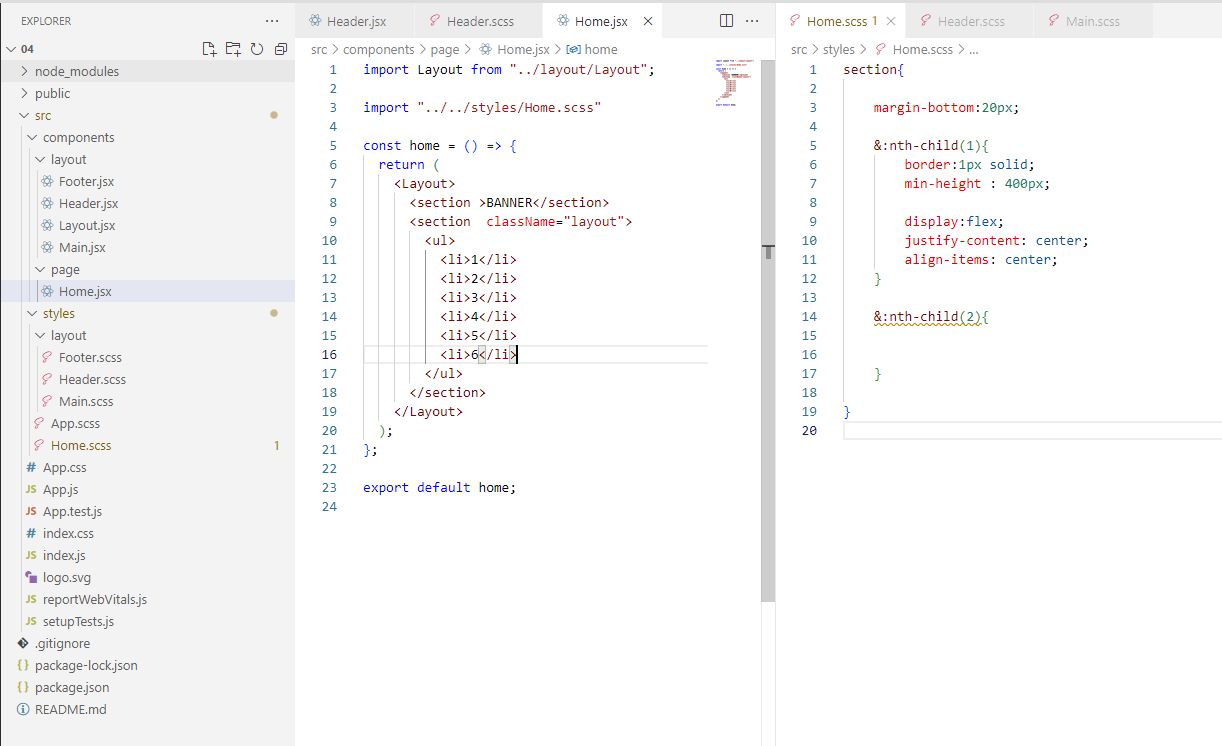 EXPLORER
04
node_modules
public
src
components
layout
Footer.jsx
Header.jsx
Layout.jsx
Main.jsx
page
Home.jsx
styles
layout
Footer.scss
Header.scss
Main.scss
App.scss
Home.scss 1
# App.css
JS App.js
JS App.test.js
# index.css
JS index.js
logo.svg
JS reportWebVitals.js
JS setupTests.js
.gitignore
{} package-lock.json
{} package.json
README.md
Header.jsx Header.scss Home.jsx
src > components > page > Home.jsx > home
1 import Layout from "../layout/Layout";
2
3 import "../../styles/Home.scss"
4
5 const home = () => {
6 return (
7 <Layout>
8 <section >BANNER</section>
9 <section  className="layout">
10 <ul>
11 <li>1</li>
12 <li>2</li>
13 <li>3</li>
14 <li>4</li>
15 <li>5</li>
16 <li>6</li>
17 </ul>
18 </section>
19 </Layout>
20 );
21 };
22
23 export default home;
24
Home.scss 1 Header.scss Main.scss
src > styles > Home.scss > ...
1 section{
2
3 margin-bottom:20px;
4
5 &:nth-child(1){
6 border:1px solid;
7 min-height : 400px;
8
9 display:flex;
10 justify-content: center;
11 align-items: center;
12 }
13
14 &:nth-child(2){
15
16
17 }
18
19 }
20